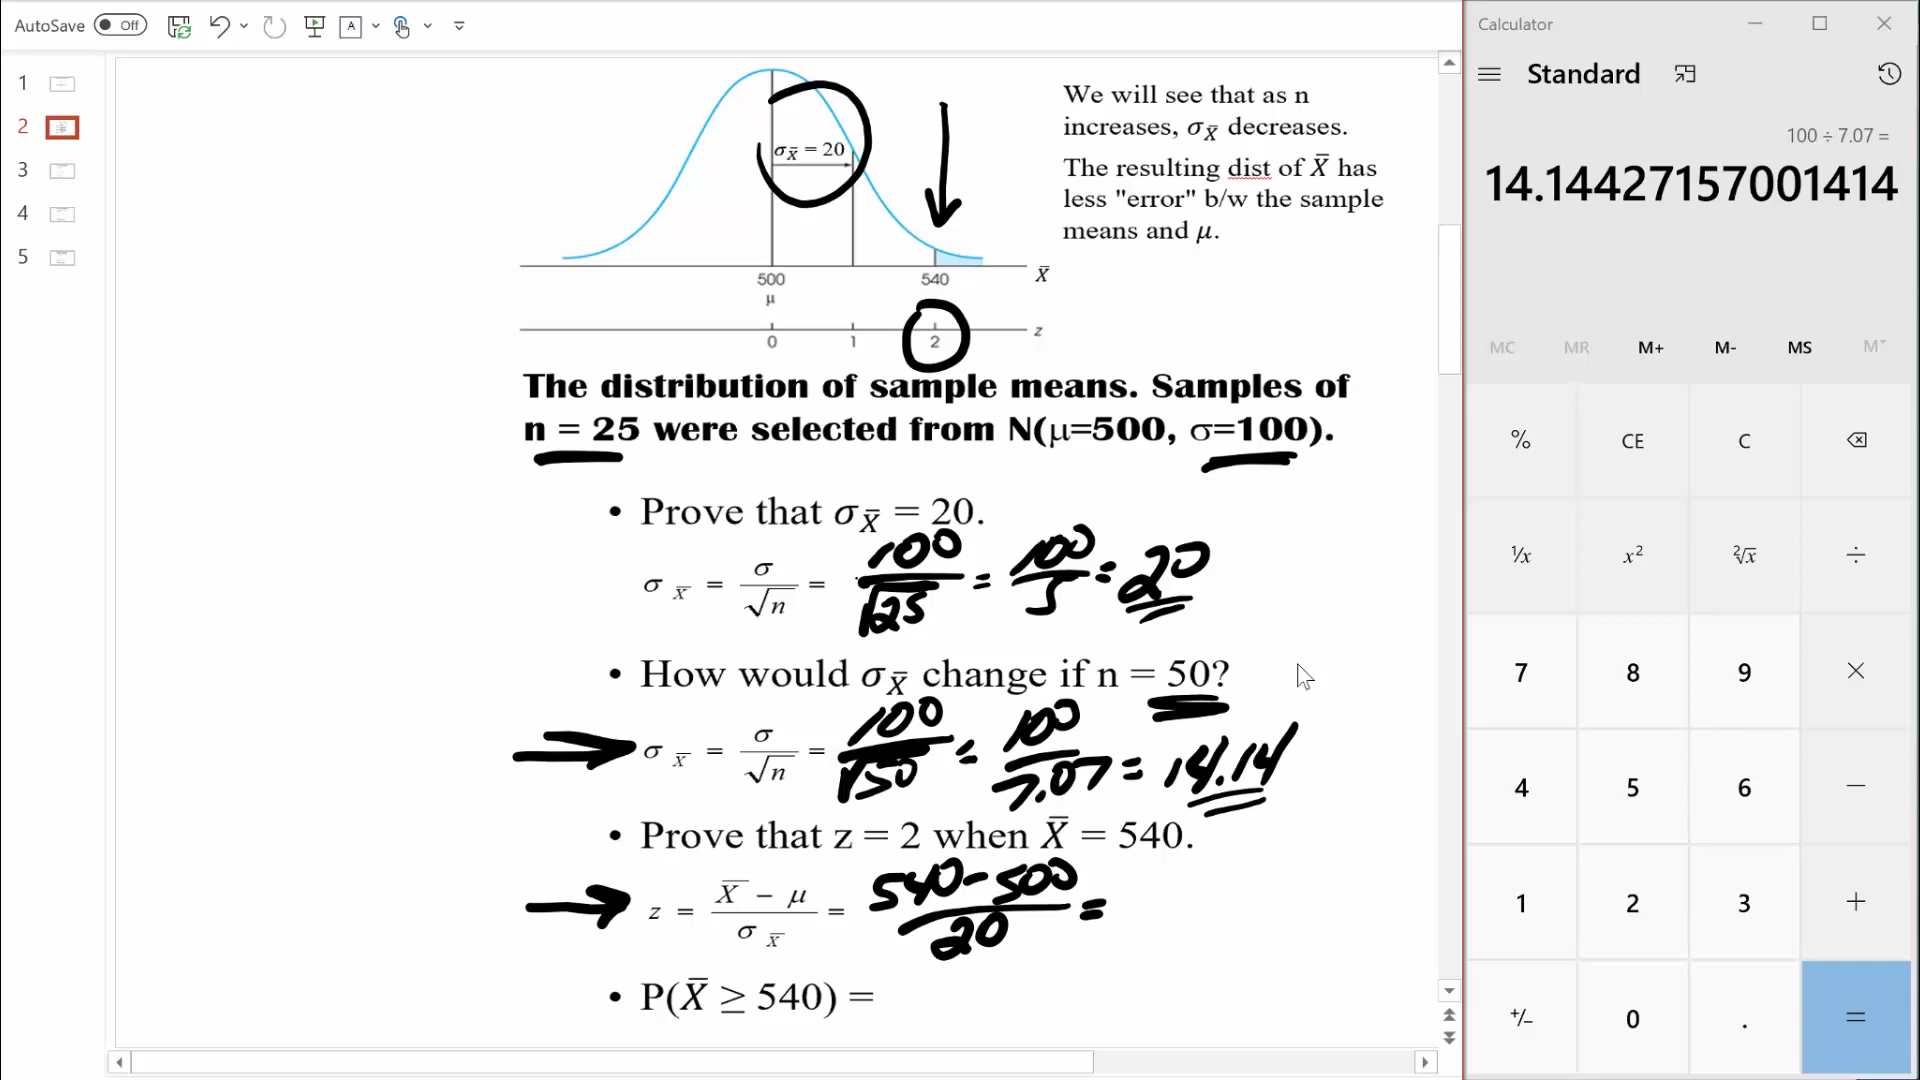 AutoSave Off
A
Calculator
Standard
100 ÷ 7.07 =
14.14427157001414
MC MR M+ M- MS M˅
% CE C
¹/x x² ²√x ÷
7 8 9 ×
4 5 6 −
1 2 3 +
+/− 0 . =
1
2
3
4
5
σX̅ = 20
500 540 X̅
μ
0 1 2 z
We will see that as n
increases, σX̅ decreases.
The resulting dist of X̅ has
less "error" b/w the sample
means and μ.
The distribution of sample means. Samples of
n = 25 were selected from N(μ=500, σ=100).
• Prove that σX̅ = 20.
σ X̅ = σ/√n = 100/√25 = 100/5 = 20
• How would σX̅ change if n = 50?
σ X̅ = σ/√n = 100/√50 = 100/7.07 = 14.14
• Prove that z = 2 when X̅ = 540.
z = X̅ − μ / σ X̅ = 540-500/20 =
• P(X̅ ≥ 540) =